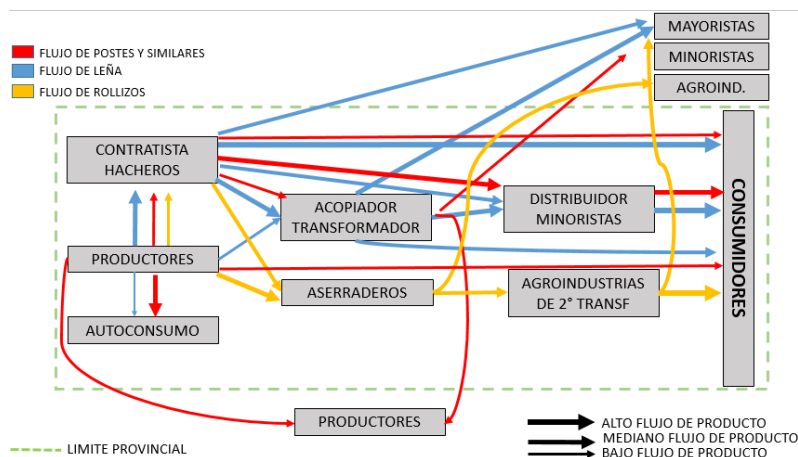 MAYORISTAS
MINORISTAS
AGROIND.
FLUJO DE POSTES Y SIMILARES
FLUJO DE LEÑA
FLUJO DE ROLLIZOS
CONTRATISTA
HACHEROS
ACOPIADOR
TRANSFORMADOR
DISTRIBUIDOR
MINORISTAS
CONSUMIDORES
PRODUCTORES
ASERRADEROS
AGROINDUSTRIAS
DE 2° TRANSF
AUTOCONSUMO
PRODUCTORES
LIMITE PROVINCIAL
ALTO FLUJO DE PRODUCTO
MEDIANO FLUJO DE PRODUCTO
BAJO FLUJO DE PRODUCTO